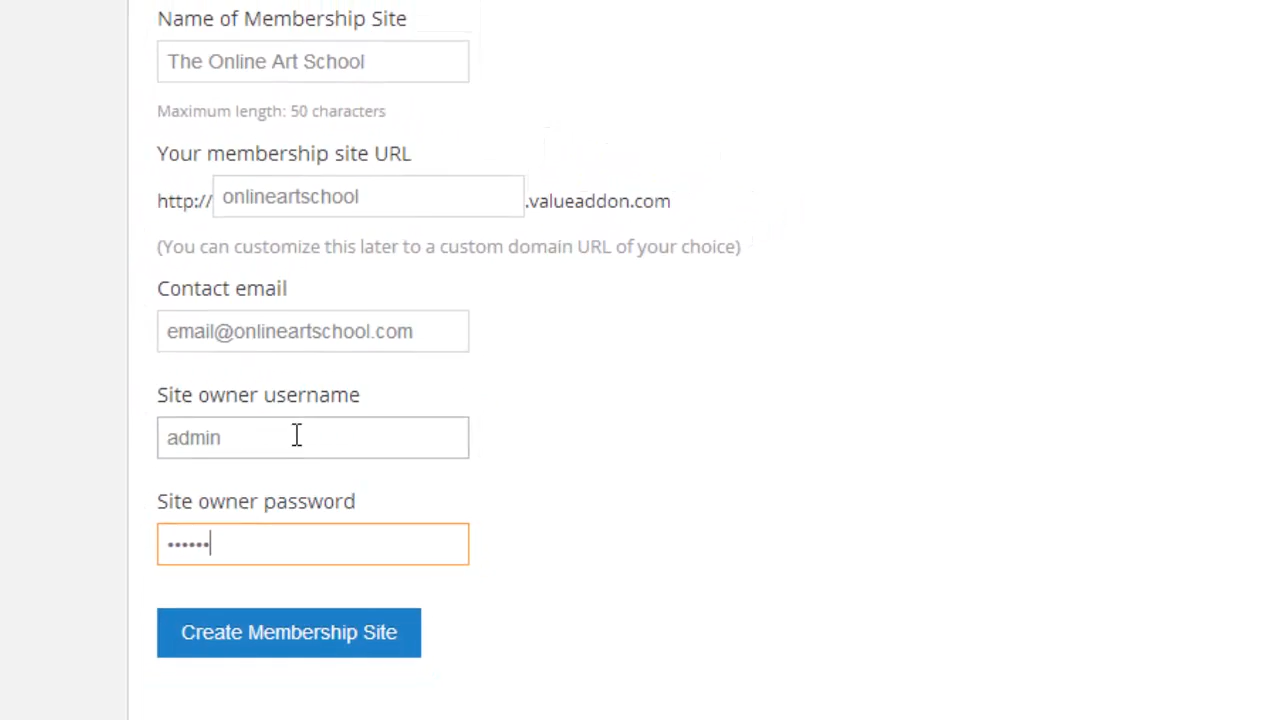 Name of Membership Site
The Online Art School
Maximum length: 50 characters
Your membership site URL
http:// onlineartschool .valueaddon.com
(You can customize this later to a custom domain URL of your choice)
Contact email
email@onlineartschool.com
Site owner username
admin
Site owner password
••••••
Create Membership Site